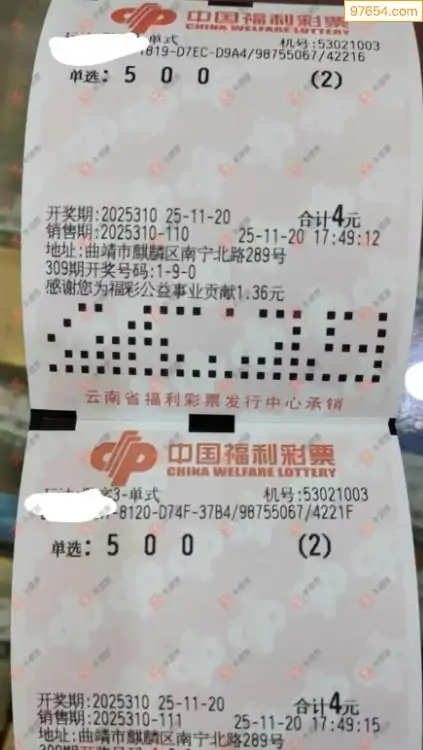 97654.com
中国福利彩票
CHINA WELFARE LOTTERY
-单式 机号:53021003
1819-D7EC-D9A4/98755067/42216
单选: 5 0 0 (2)
开奖期:2025310 25-11-20 合计4元
销售期:2025310-110 25-11-20 17:49:12
地址:曲靖市麒麟区南宁北路289号
309期开奖号码:1-9-0
感谢您为福彩公益事业贡献1.36元
云南省福利彩票发行中心承销
中国福利彩票
CHINA WELFARE LOTTERY
3-单式 机号:53021003
-8120-D74F-37B4/98755067/4221F
单选: 5 0 0 (2)
开奖期:2025310 25-11-20 合计4元
销售期:2025310-111 25-11-20 17:49:15
地址:曲靖市麒麟区南宁北路289号